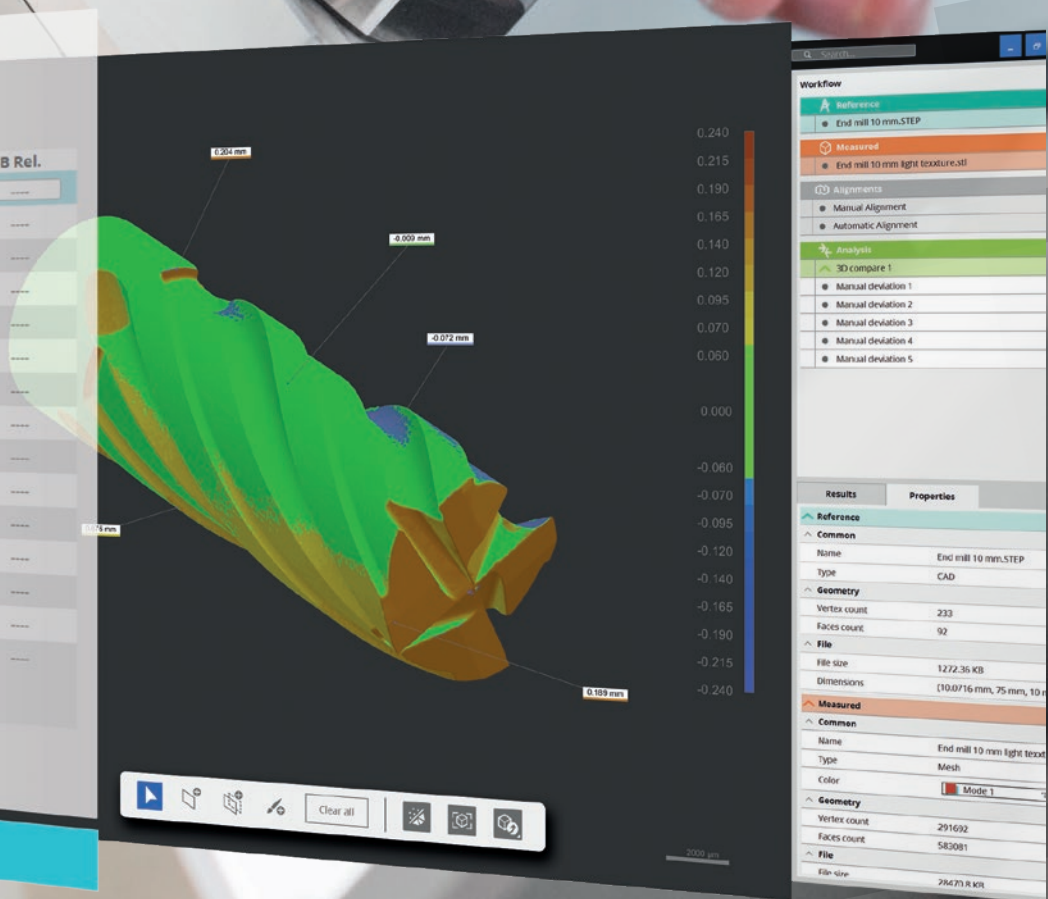 B Rel.
0.204 mm
-0.009 mm
-0.072 mm
0.189 mm
0.240
0.215
0.190
0.165
0.140
0.120
0.095
0.070
0.060
0.000
-0.060
-0.070
-0.095
-0.120
-0.140
-0.165
-0.190
-0.215
-0.240
Clear all
2000 µm
Search...
Workflow
Reference
End mill 10 mm.STEP
Measured
End mill 10 mm light texxture.stl
Alignments
Manual Alignment
Automatic Alignment
Analysis
3D compare 1
Manual deviation 1
Manual deviation 2
Manual deviation 3
Manual deviation 4
Manual deviation 5
Results Properties
Reference
Common
Name End mill 10 mm.STEP
Type CAD
Geometry
Vertex count 233
Faces count 92
File
File size 1272.36 KB
Dimensions (10.0716 mm, 75 mm, 10 m
Measured
Common
Name End mill 10 mm light texxt
Type Mesh
Color Mode 1
Geometry
Vertex count 291692
Faces count 583081
File
File size 28470.8 KB